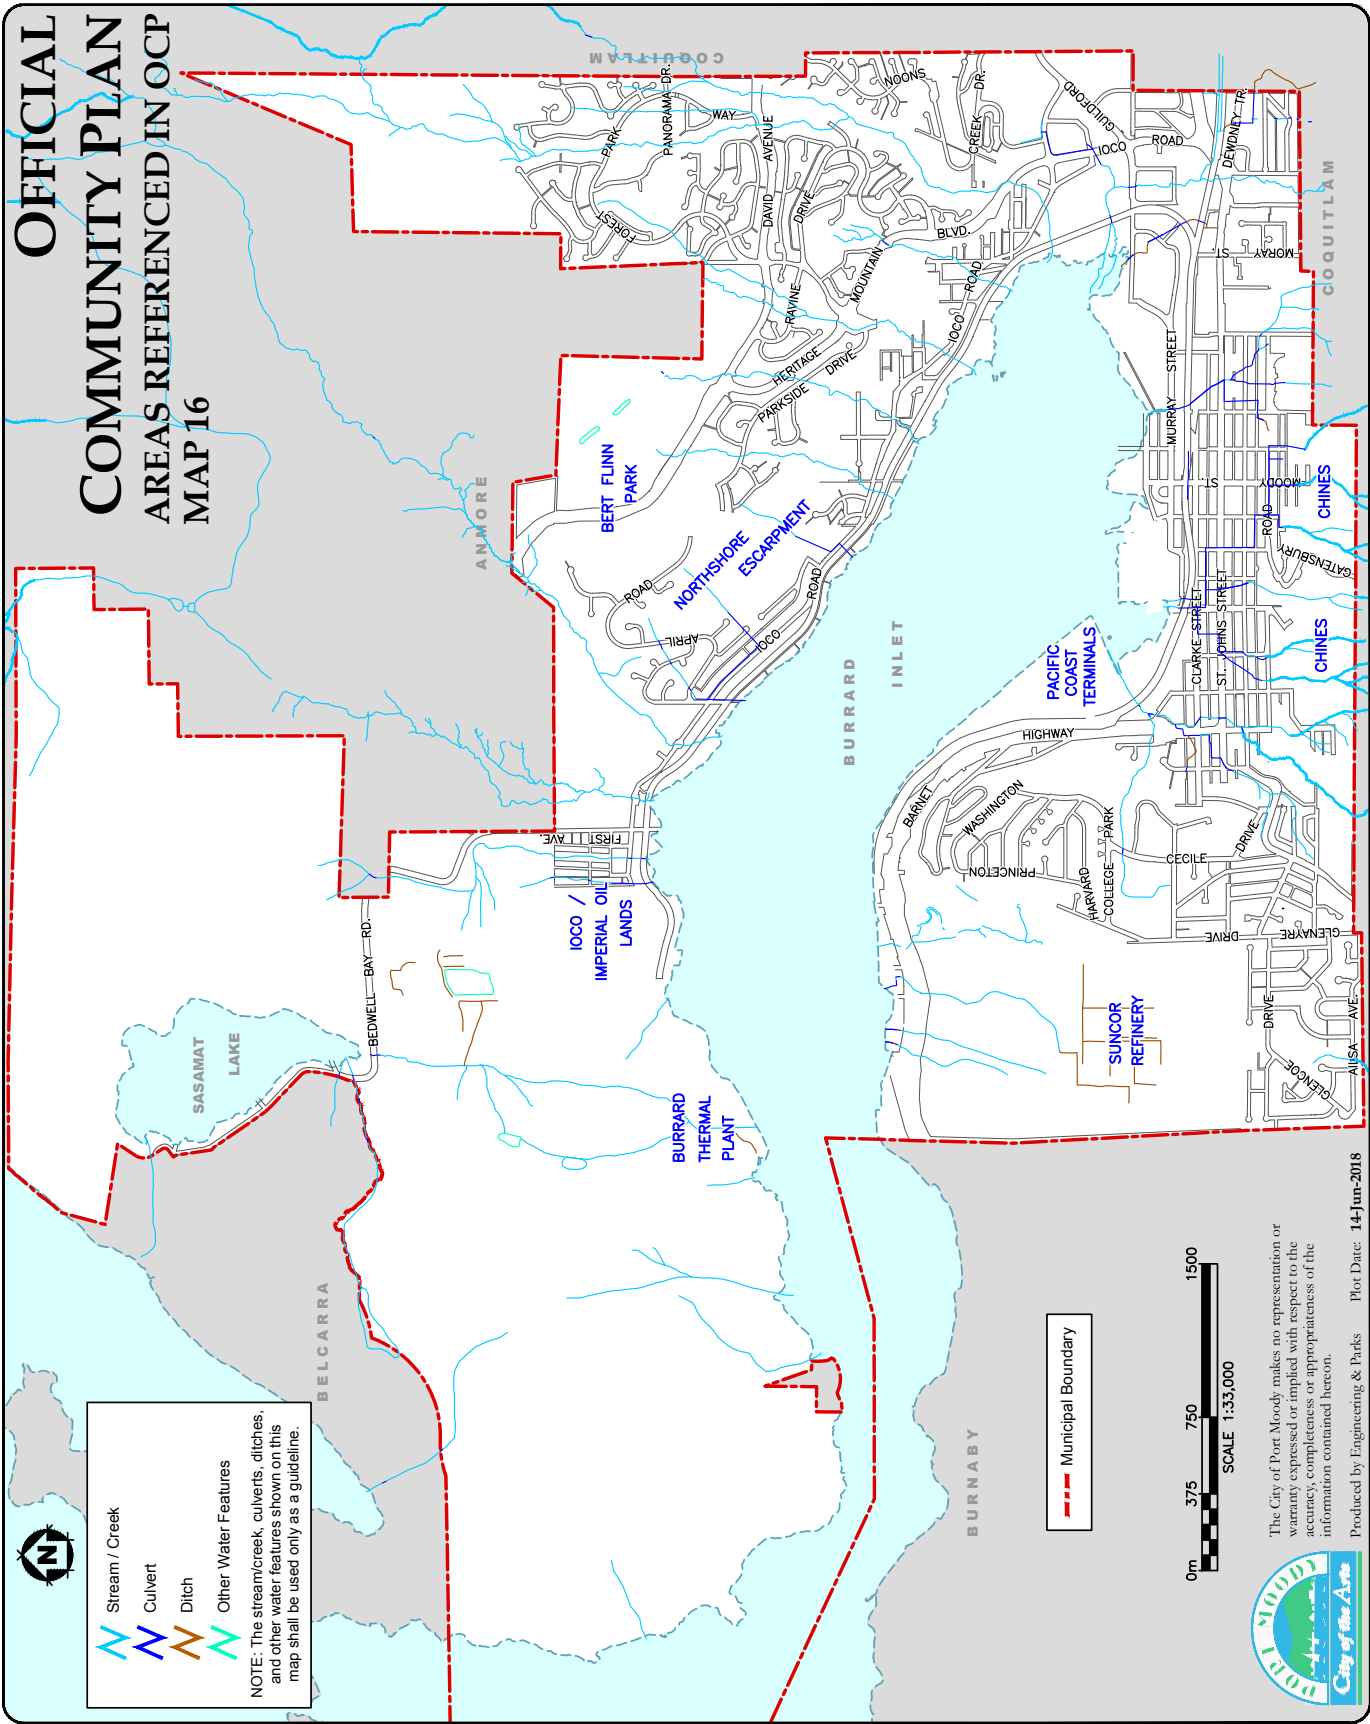 OFFICIAL
COMMUNITY PLAN
AREAS REFERENCED IN OCP
MAP 16
N
Stream / Creek
Culvert
Ditch
Other Water Features
NOTE: The stream/creek, culverts, ditches,
and other water features shown on this
map shall be used only as a guideline.
SASAMAT
LAKE
BEDWELL BAY RD.
BELCARRA
ANMORE
COQUITLAM
COQUITLAM
BURNABY
BURRARD
INLET
BERT FLINN
PARK
NORTHSHORE
ESCARPMENT
IOCO /
IMPERIAL OIL
LANDS
BURRARD
THERMAL
PLANT
PACIFIC
COAST
TERMINALS
SUNCOR
REFINERY
CHINES
CHINES
FOREST
PARK
WAY
PANORAMA DR.
DAVID
AVENUE
RAVINE
DRIVE
HERITAGE
MOUNTAIN
BLVD.
PARKSIDE
DRIVE
NOONS
CREEK
DR.
GUILDFORD
IOCO
ROAD
IOCO
ROAD
IOCO
ROAD
APRIL
ROAD
FIRST AVE.
DEWDNEY TR.
MORAY
ST.
MURRAY
STREET
MOODY
ST.
GATENSBURY
ROAD
CLARKE STREET
ST. JOHNS STREET
BARNET
HIGHWAY
WASHINGTON
PRINCETON
HARVARD
COLLEGE PARK
CECILE
DRIVE
GLENAYRE
DRIVE
GLENCOE
DRIVE
AILSA AVE.
Municipal Boundary
0m 375 750 1500
SCALE 1:33,000
The City of Port Moody makes no representation or
warranty expressed or implied with respect to the
accuracy, completeness or appropriateness of the
information contained hereon.
Produced by Engineering & Parks Plot Date: 14-Jun-2018
PORT MOODY
City of the Arts